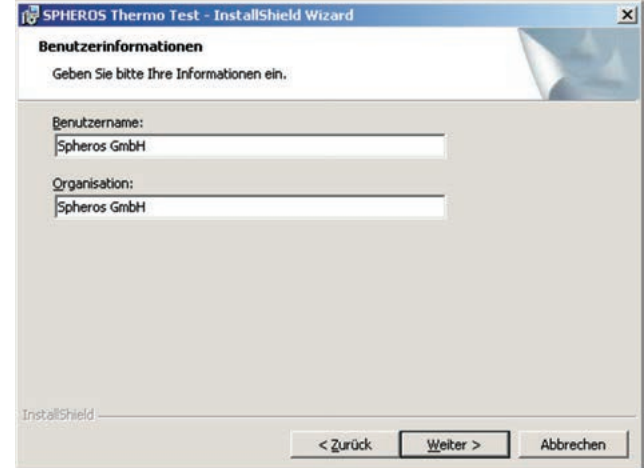 SPHEROS Thermo Test - InstallShield Wizard
Benutzerinformationen
Geben Sie bitte Ihre Informationen ein.
Benutzername:
Spheros GmbH
Organisation:
Spheros GmbH
InstallShield
< Zurück Weiter > Abbrechen